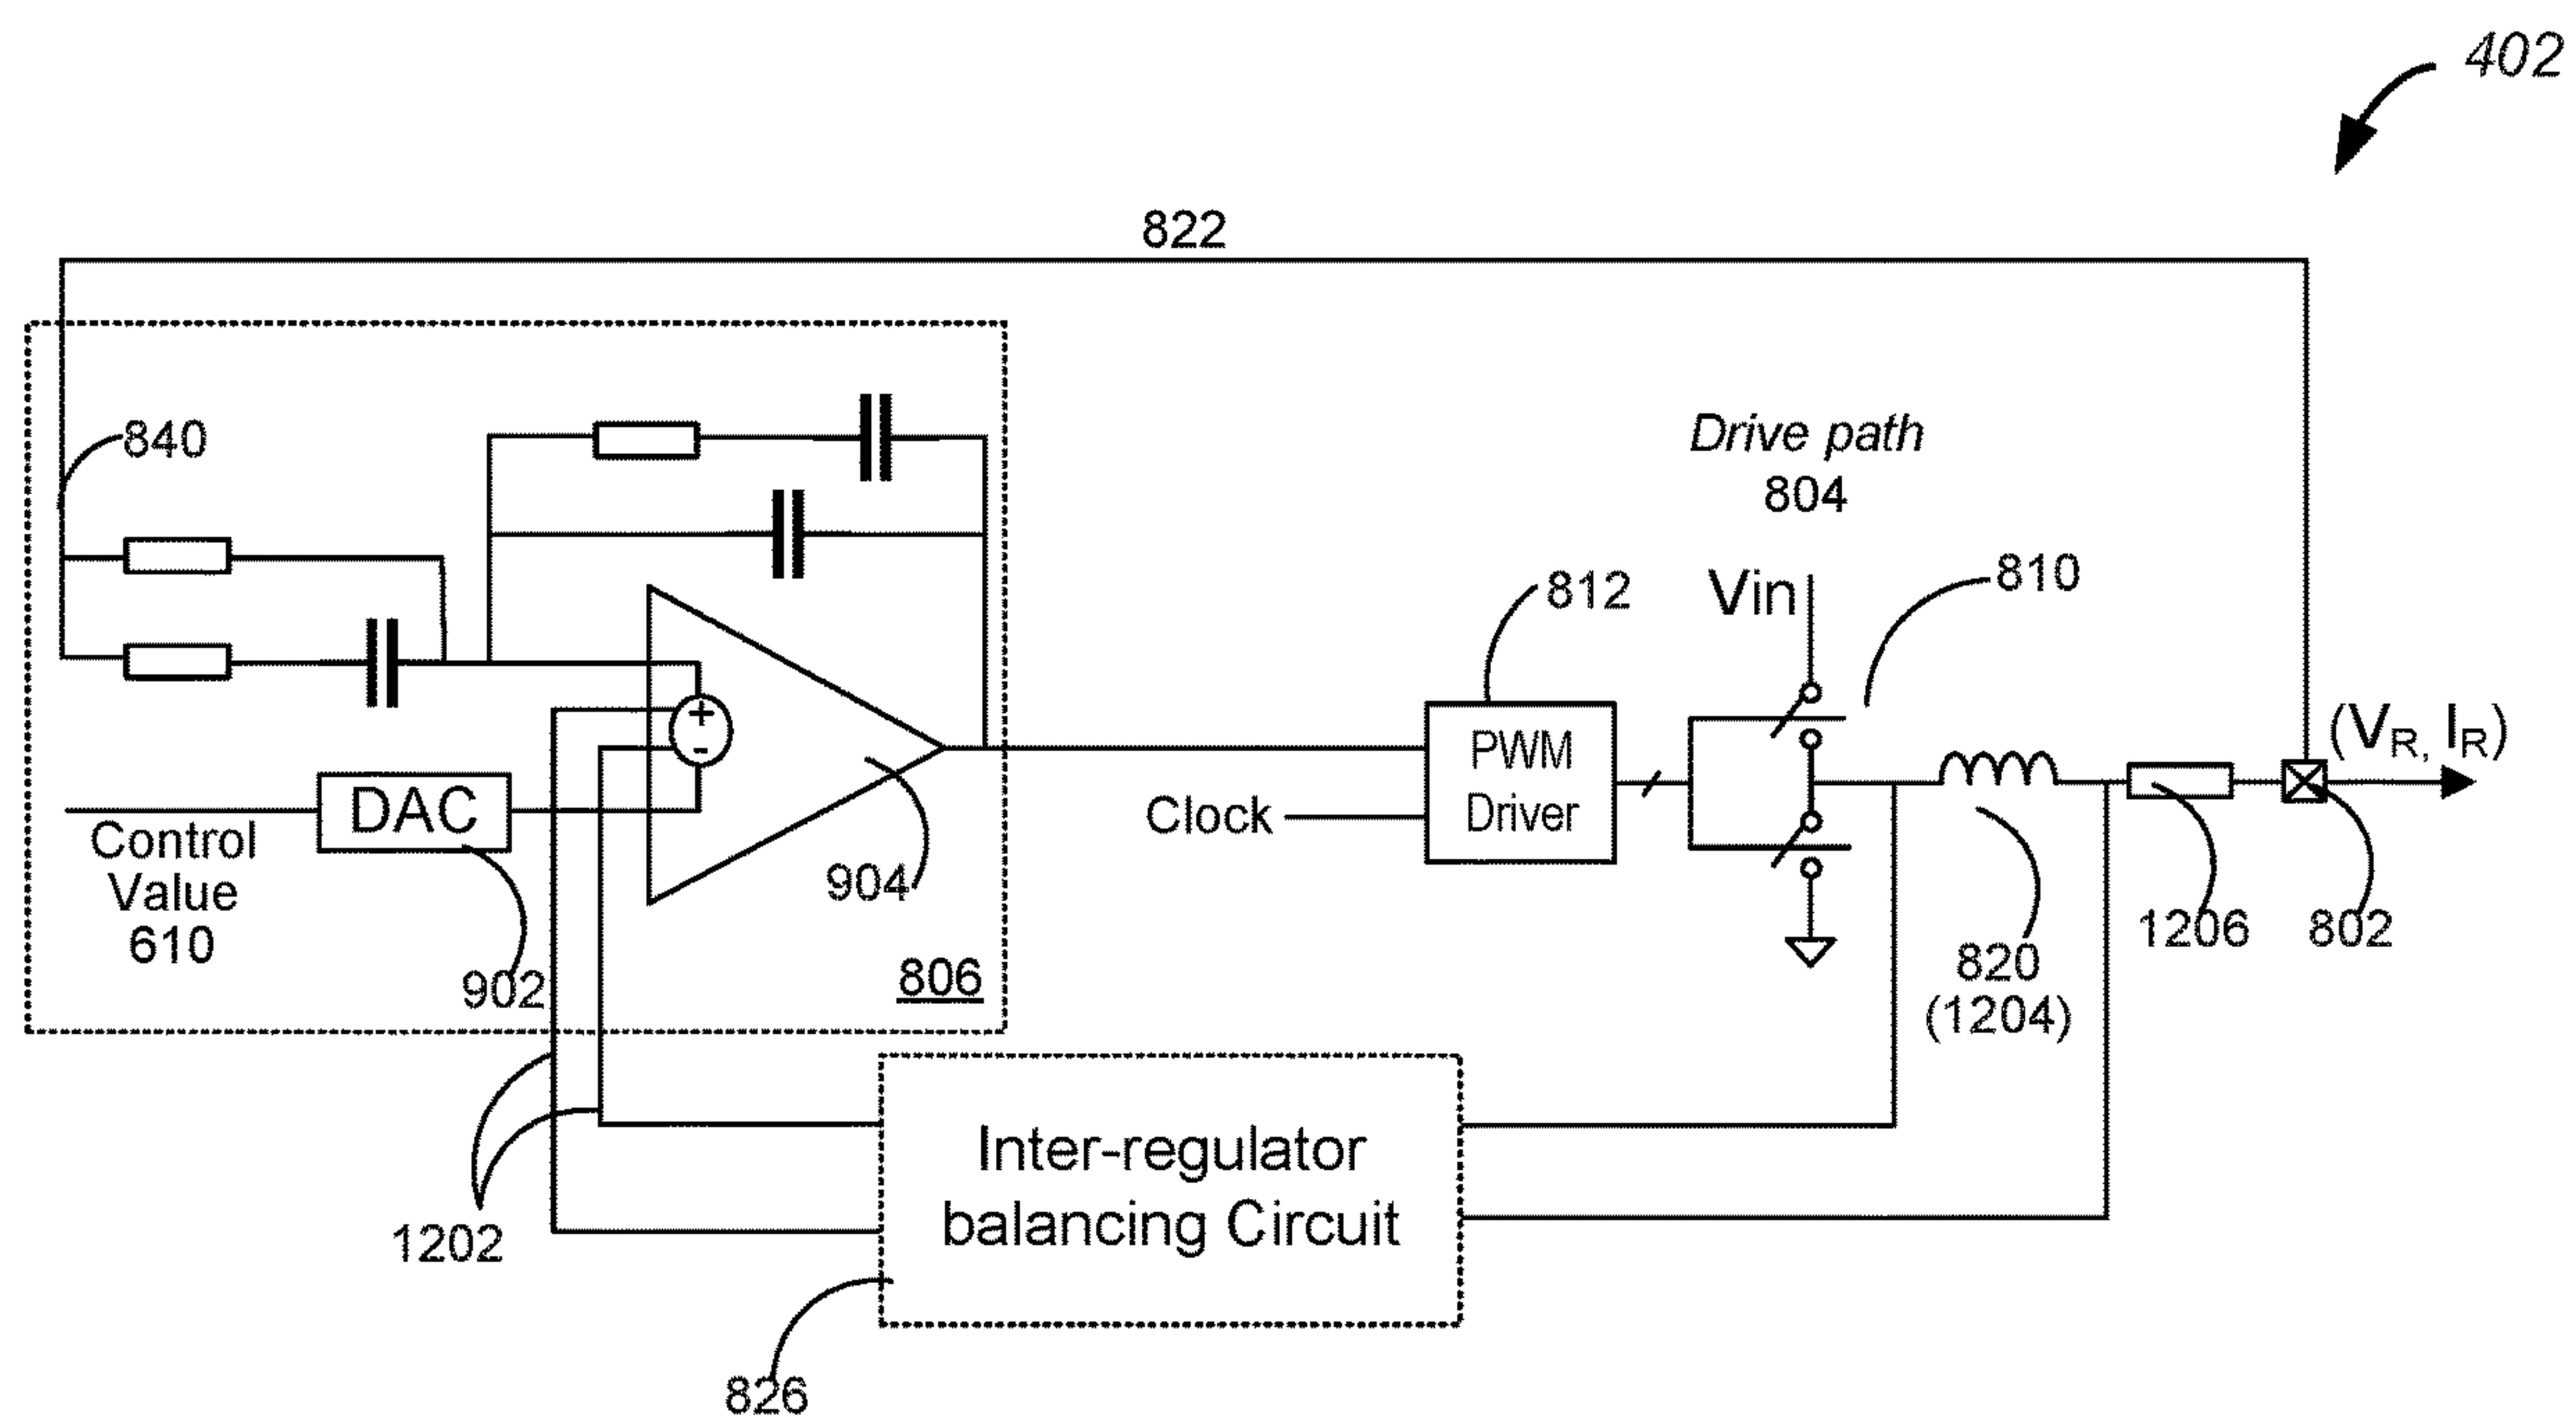 402
822
840
Drive path
804
812
Vin
810
+
-
PWM
Driver
(VR, IR)
DAC
Clock
Control
Value
610
904
902
806
820
(1204)
1206
802
Inter-regulator
balancing Circuit
1202
826